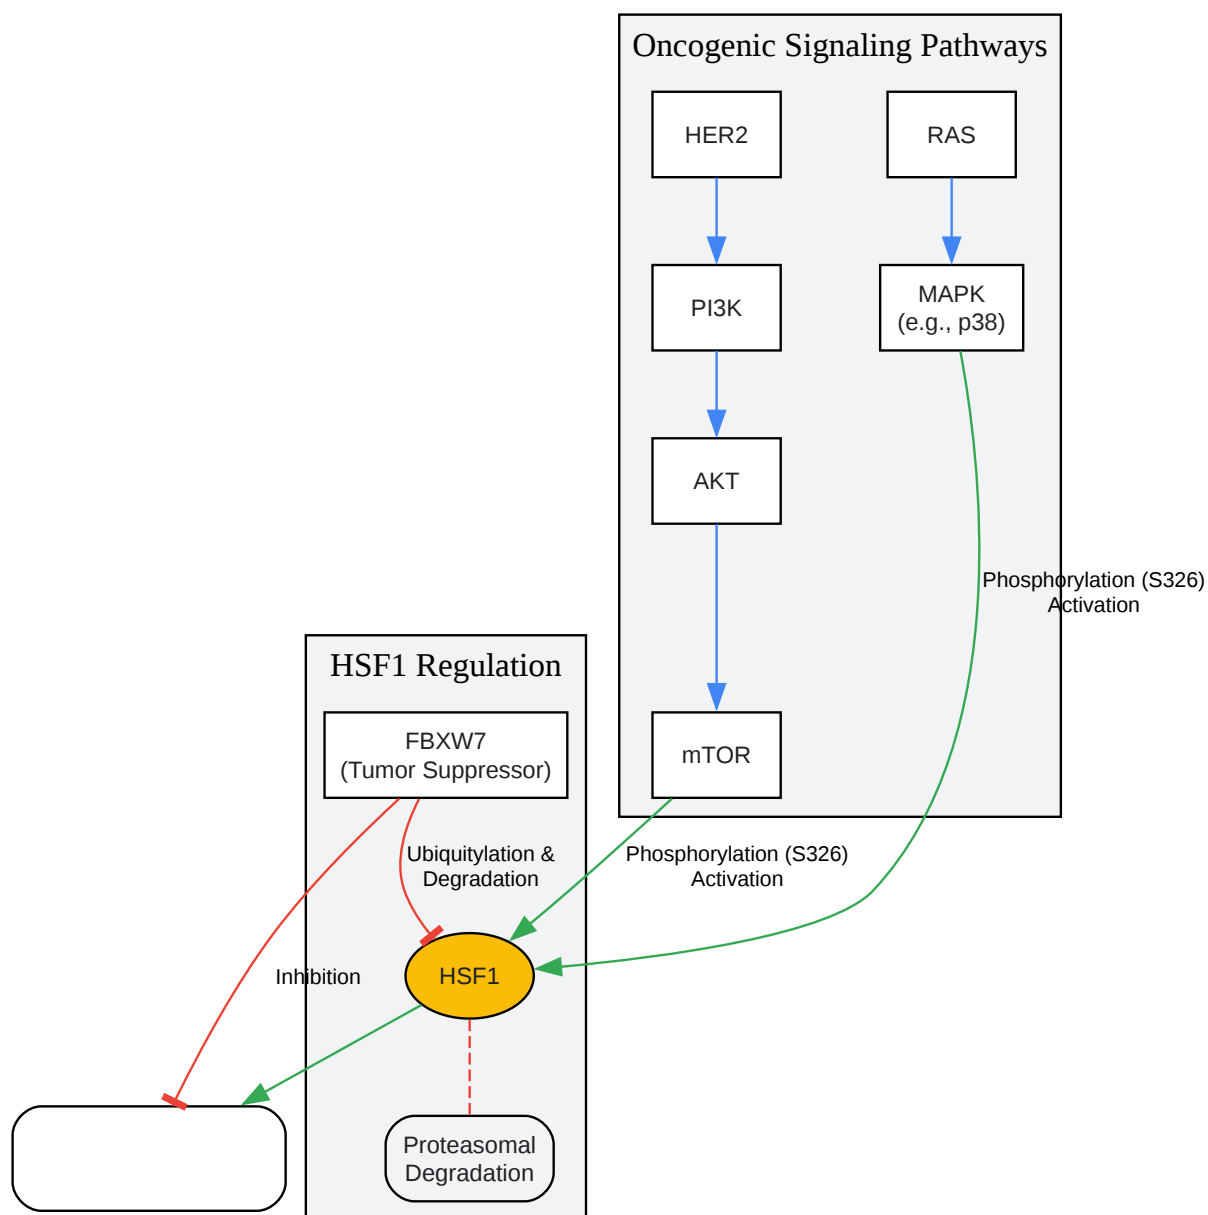 Oncogenic Signaling Pathways
HER2
RAS
PI3K
MAPK
(e.g., p38)
AKT
Phosphorylation (S326)
Activation
HSF1 Regulation
FBXW7
(Tumor Suppressor)
mTOR
Ubiquitylation &
Degradation
Phosphorylation (S326)
Activation
Inhibition
HSF1
Proteasomal
Degradation